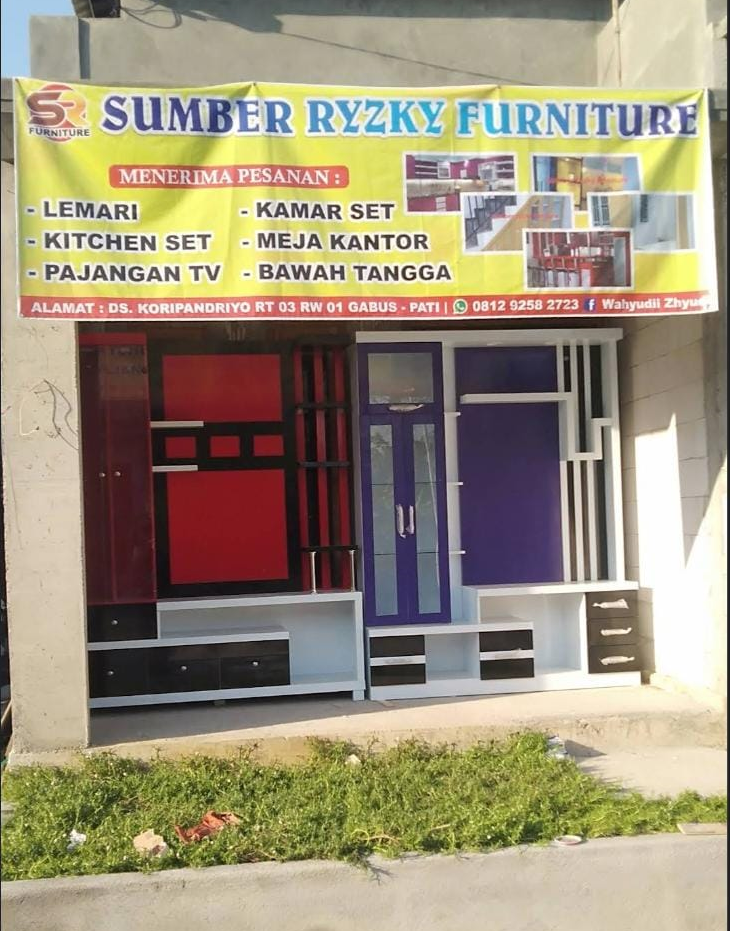 SR
FURNITURE
SUMBER RYZKY FURNITURE
MENERIMA PESANAN :
- LEMARI
- KITCHEN SET
- PAJANGAN TV
- KAMAR SET
- MEJA KANTOR
- BAWAH TANGGA
ALAMAT : DS. KORIPANDRIYO RT 03 RW 01 GABUS - PATI | 0812 9258 2723 f Wahyudii